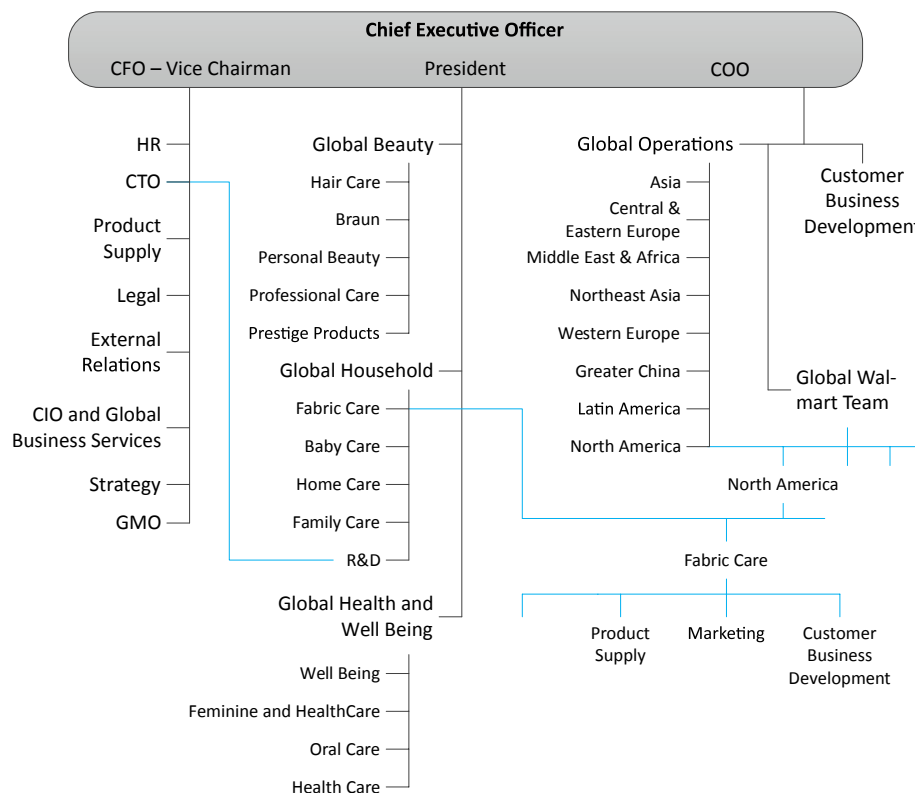 Chief Executive Officer
CFO – Vice Chairman
President
COO
HR
CTO
Product
Supply
Legal
External
Relations
CIO and Global
Business Services
Strategy
GMO
Global Beauty
Hair Care
Braun
Personal Beauty
Professional Care
Prestige Products
Global Household
Fabric Care
Baby Care
Home Care
Family Care
R&D
Global Health and
Well Being
Well Being
Feminine and HealthCare
Oral Care
Health Care
Global Operations
Asia
Central &
Eastern Europe
Middle East & Africa
Northeast Asia
Western Europe
Greater China
Latin America
North America
Customer
Business
Development
Global Wal-
mart Team
North America
Fabric Care
Product
Supply
Marketing
Customer
Business
Development